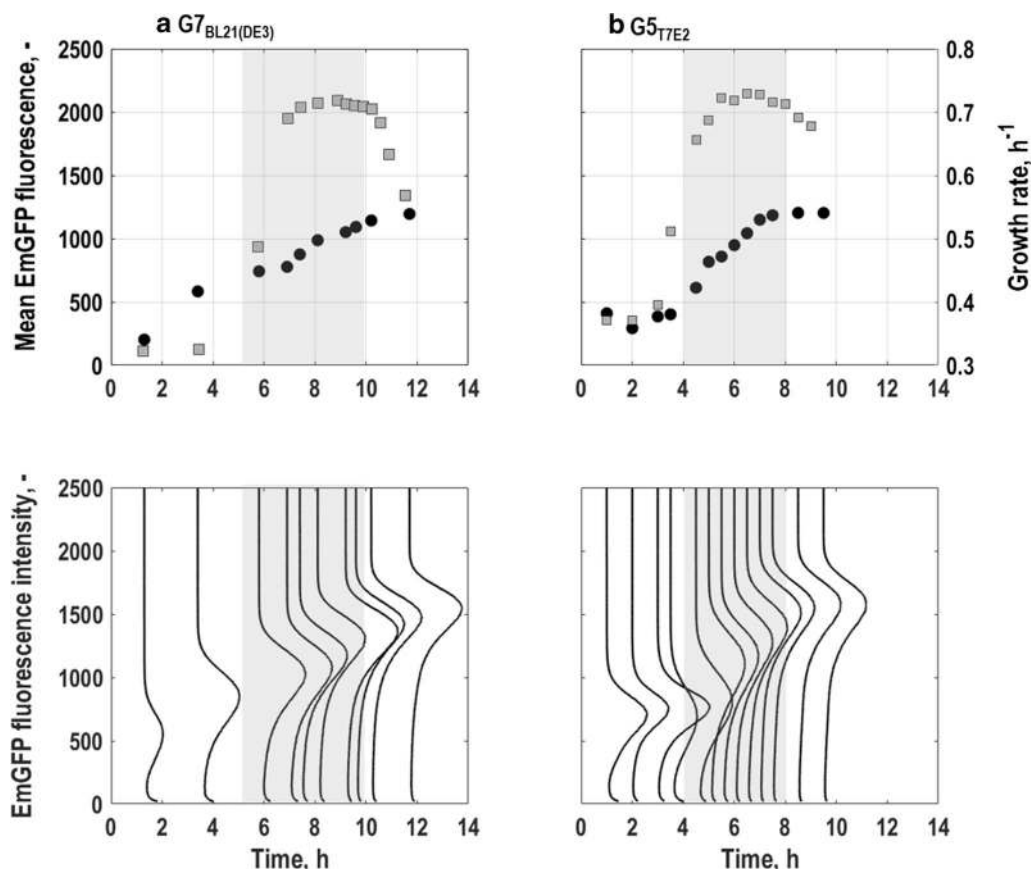 a G7BL21(DE3)
b G5T7E2
Mean EmGFP fluorescence, -
2500
2000
1500
1000
500
0
0 2 4 6 8 10 12 14
0 2 4 6 8 10 12 14
0.8
0.7
0.6
0.5
0.4
0.3
Growth rate, h-1
EmGFP fluorescence intensity, -
2500
2000
1500
1000
500
0
0 2 4 6 8 10 12 14
Time, h
0 2 4 6 8 10 12 14
Time, h